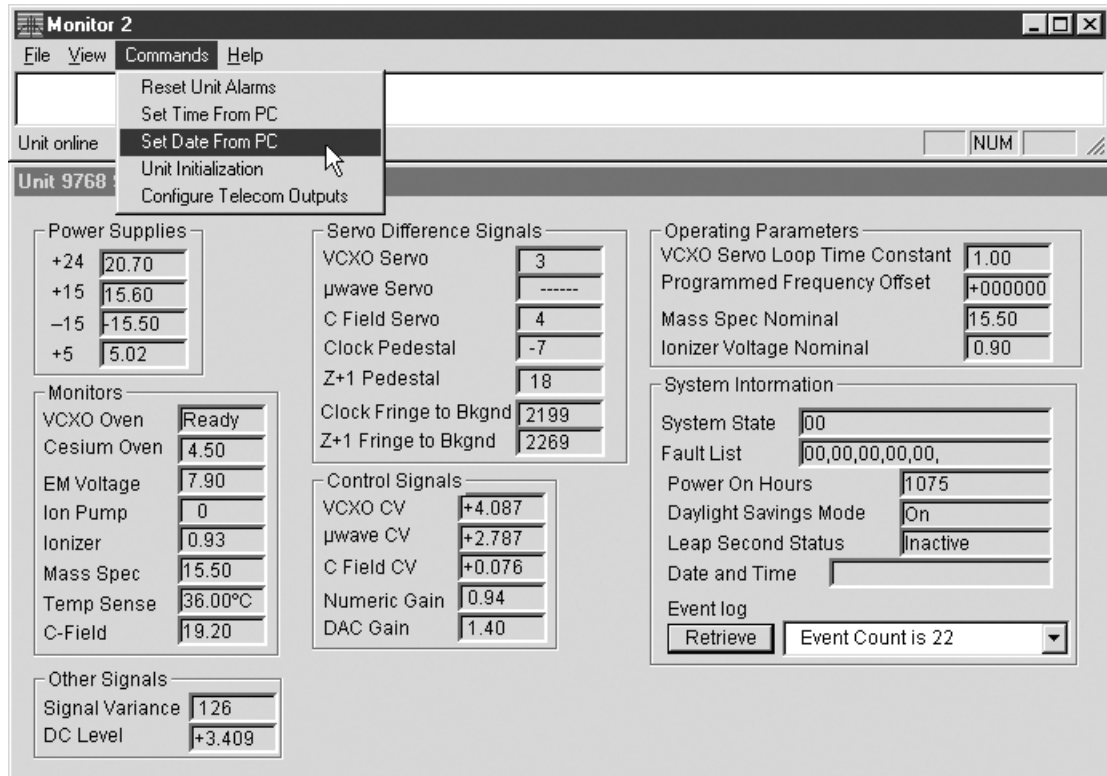 Monitor 2
File View Commands Help
Reset Unit Alarms
Set Time From PC
Set Date From PC
Unit Initialization
Configure Telecom Outputs
Unit online
NUM
Unit 9768
Power Supplies
+24 20.70
+15 15.60
–15 -15.50
+5 5.02
Monitors
VCXO Oven Ready
Cesium Oven 4.50
EM Voltage 7.90
Ion Pump 0
Ionizer 0.93
Mass Spec 15.50
Temp Sense 36.00°C
C-Field 19.20
Other Signals
Signal Variance 126
DC Level +3.409
Servo Difference Signals
VCXO Servo 3
µwave Servo ------
C Field Servo 4
Clock Pedestal -7
Z+1 Pedestal 18
Clock Fringe to Bkgnd 2199
Z+1 Fringe to Bkgnd 2269
Control Signals
VCXO CV +4.087
µwave CV +2.787
C Field CV +0.076
Numeric Gain 0.94
DAC Gain 1.40
Operating Parameters
VCXO Servo Loop Time Constant 1.00
Programmed Frequency Offset +000000
Mass Spec Nominal 15.50
Ionizer Voltage Nominal 0.90
System Intormation
System State 00
Fault List 00,00,00,00,00,
Power On Hours 1075
Daylight Savings Mode On
Leap Second Status Inactive
Date and Time
Event log
Retrieve Event Count is 22